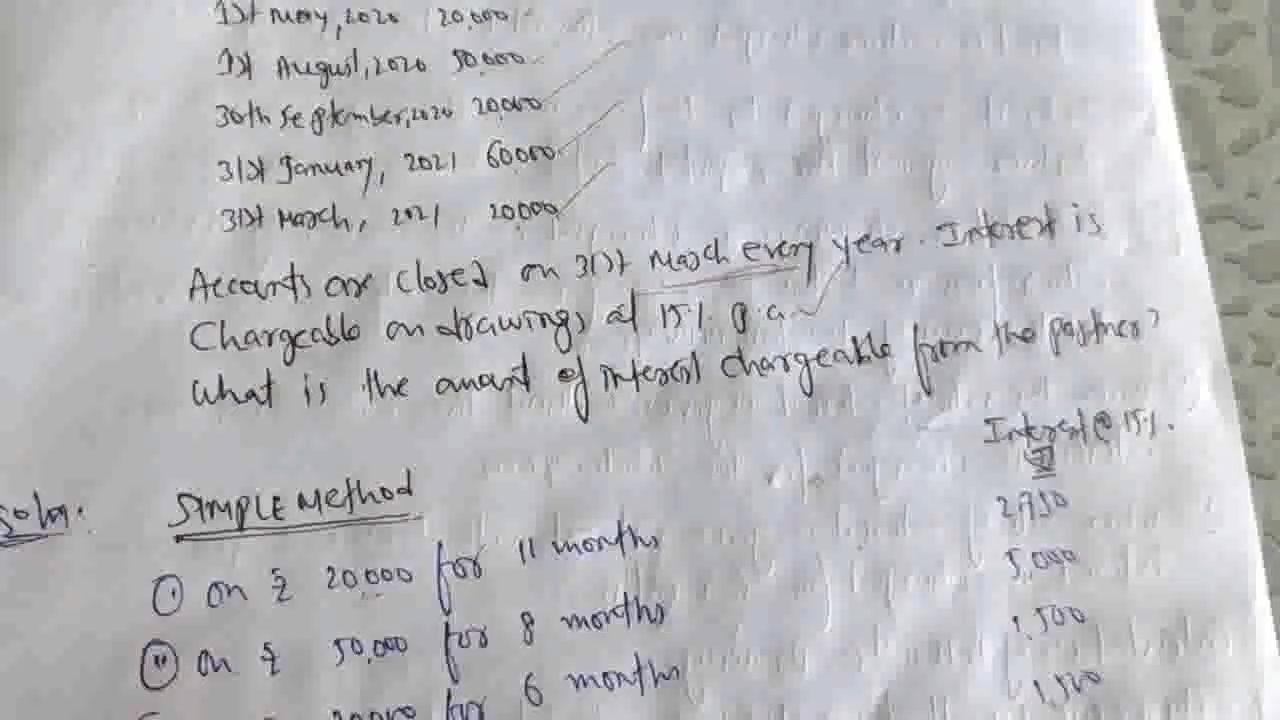 1st May, 2020 20,000
1st August, 2020 50,000
30th September, 2020 20,000
31st January, 2021 60000
31st March, 2021 20,000
Accounts are closed on 31st March every year. Interest is
Chargeable on drawings at 15% p.a.
What is the amount of interest chargeable from the partner?
Interest @ 15%.
Soln.
SIMPLE METHOD
(i) on ₹ 20,000 for 11 months 2,750
(ii) on ₹ 50,000 for 8 months 5,000
₹ 20,000 for 6 months 1,500
1,500